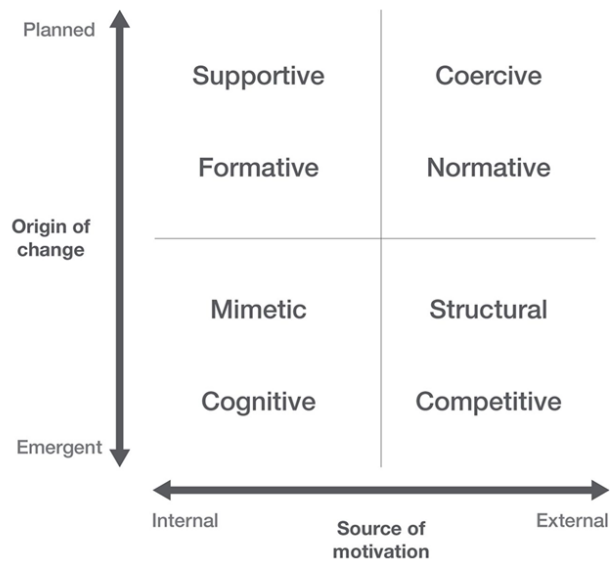 Planned
Supportive
Coercive
Formative
Normative
Origin of
change
Mimetic
Structural
Cognitive
Competitive
Emergent
Internal
Source of
motivation
External